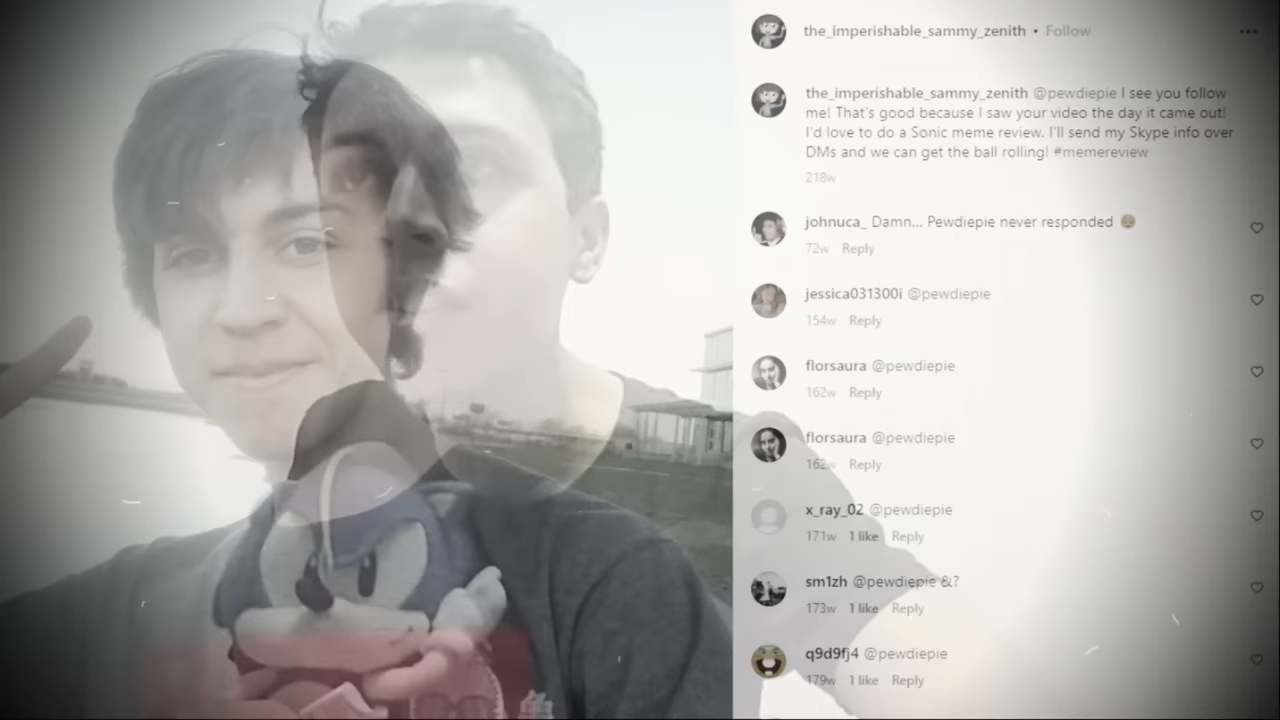 the_imperishable_sammy_zenith • Follow
the_imperishable_sammy_zenith @pewdiepie I see you follow
me! That's good because I saw your video the day it came out!
I'd love to do a Sonic meme review. I'll send my Skype info over
DMs and we can get the ball rolling! #memereview
218w
johnuca_ Damn... Pewdiepie never responded 😔
72w Reply
jessica031300i @pewdiepie
154w Reply
florsaura @pewdiepie
162w Reply
florsaura @pewdiepie
162w Reply
x_ray_02 @pewdiepie
171w 1 like Reply
sm1zh @pewdiepie &?
173w 1 like Reply
q9d9fj4 @pewdiepie
179w 1 like Reply